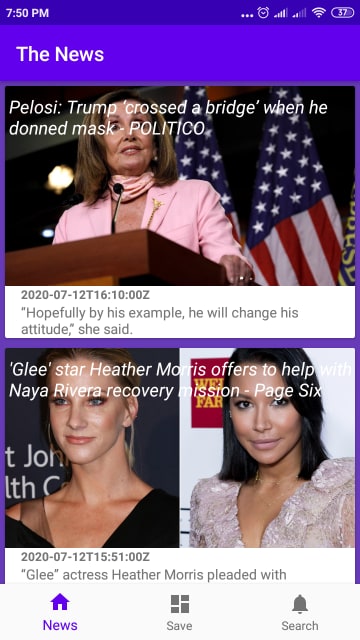 7:50 PM
37
The News
Pelosi: Trump ‘crossed a bridge’ when he
donned mask - POLITICO
2020-07-12T16:10:00Z
“Hopefully by his example, he will change his
attitude,” she said.
'Glee' star Heather Morris offers to help with
Naya Rivera recovery mission - Page Six
WELL
FAR
t Joh
lth C
2020-07-12T15:51:00Z
“Glee” actress Heather Morris pleaded with
News
Save
Search